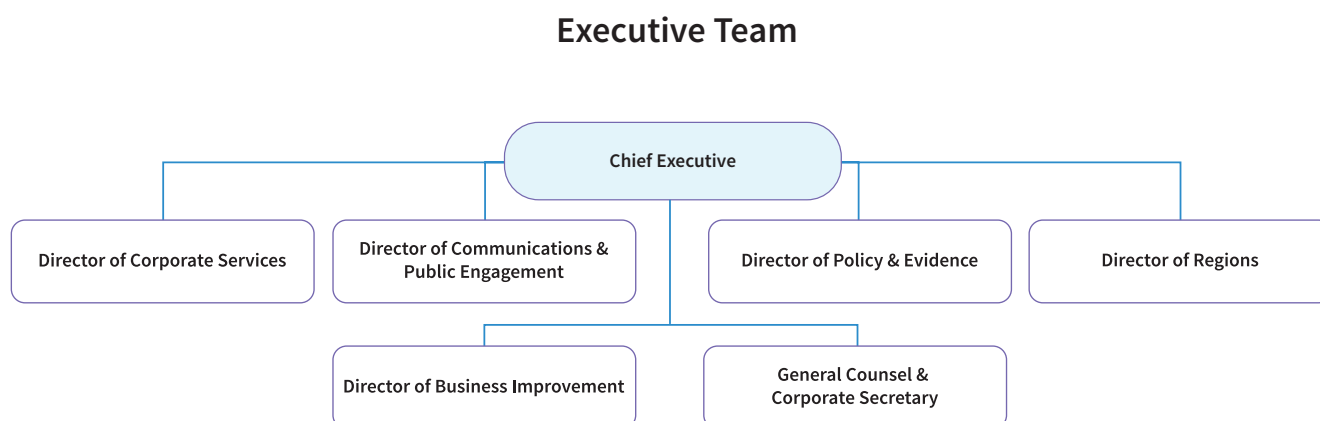 Executive Team
Chief Executive
Director of Corporate Services
Director of Communications &
Public Engagement
Director of Policy & Evidence
Director of Regions
Director of Business Improvement
General Counsel &
Corporate Secretary